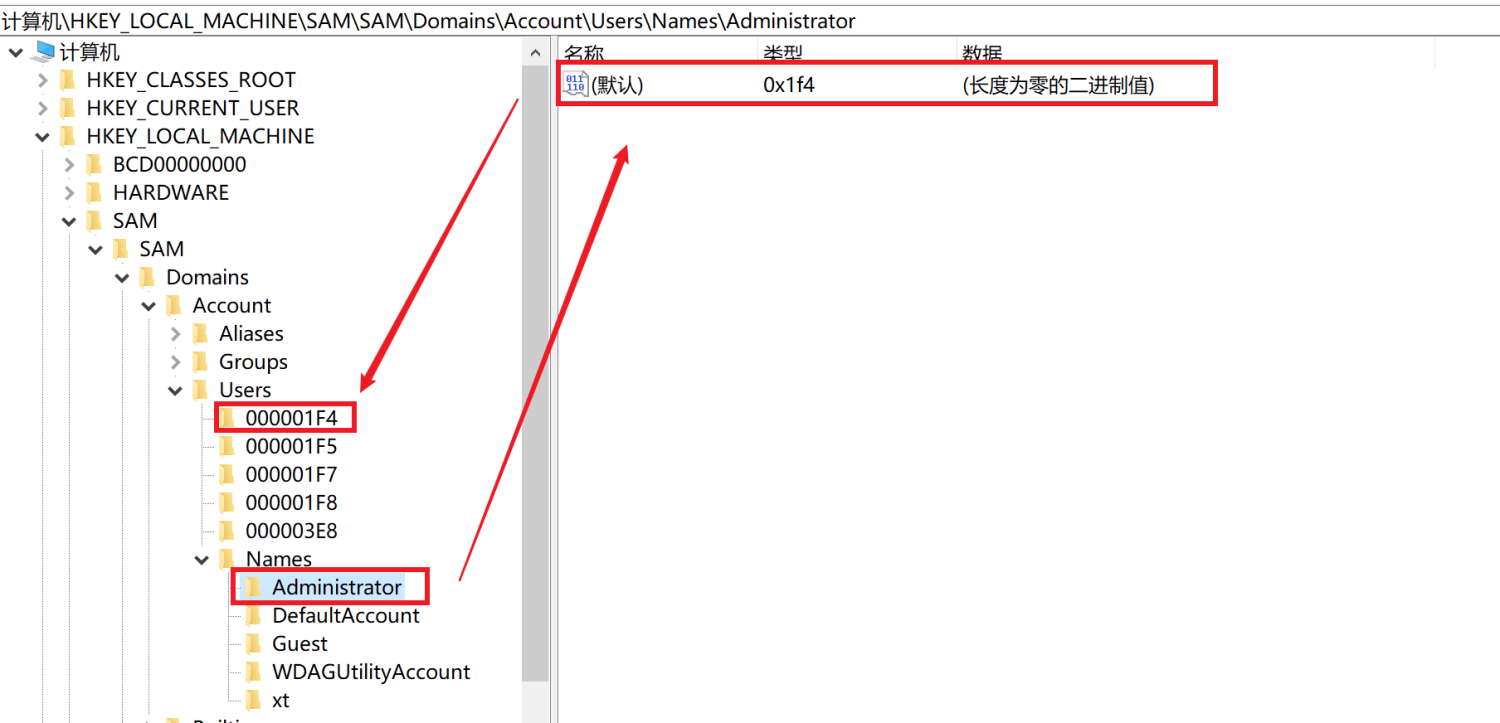 计算机\HKEY_LOCAL_MACHINE\SAM\SAM\Domains\Account\Users\Names\Administrator
计算机
HKEY_CLASSES_ROOT
HKEY_CURRENT_USER
HKEY_LOCAL_MACHINE
BCD00000000
HARDWARE
SAM
SAM
Domains
Account
Aliases
Groups
Users
000001F4
000001F5
000001F7
000001F8
000003E8
Names
Administrator
DefaultAccount
Guest
WDAGUtilityAccount
xt
名称 类型 数据
(默认) 0x1f4 (长度为零的二进制值)